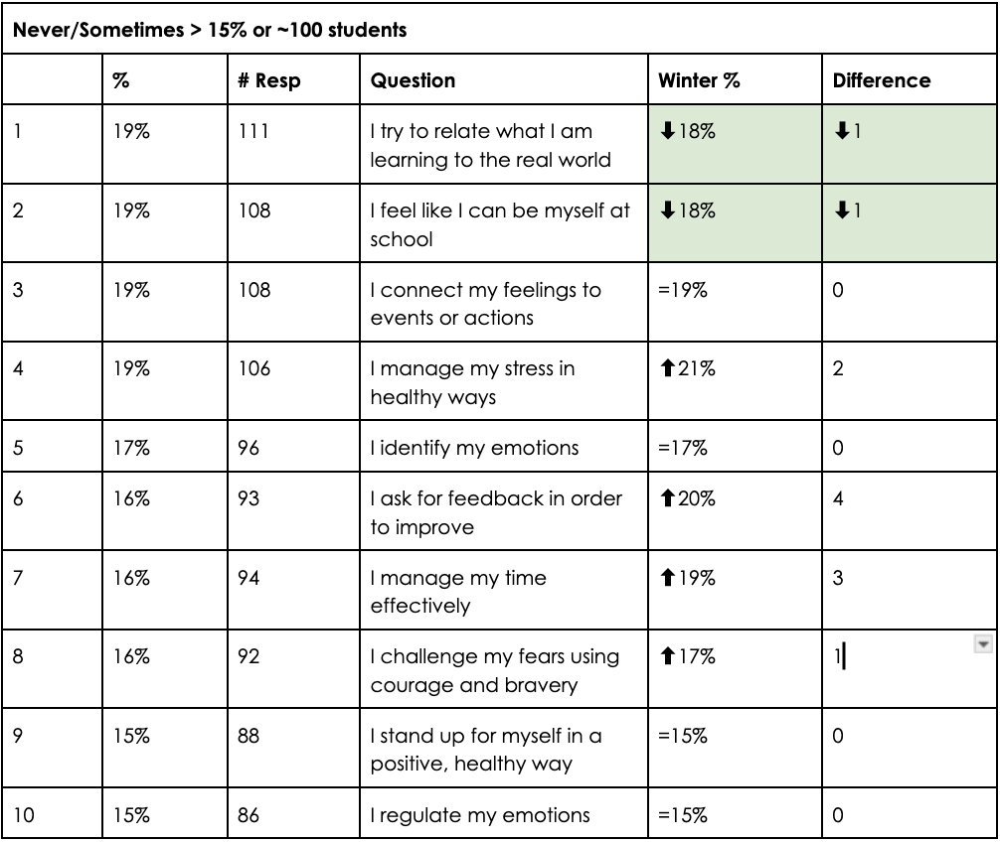 Never/Sometimes > 15% or ~100 students
% # Resp Question Winter % Difference
1 19% 111 I try to relate what I am ⬇18% ⬇1
learning to the real world
2 19% 108 I feel like I can be myself at ⬇18% ⬇1
school
3 19% 108 I connect my feelings to =19% 0
events or actions
4 19% 106 I manage my stress in ⬆21% 2
healthy ways
5 17% 96 I identify my emotions =17% 0
6 16% 93 I ask for feedback in order ⬆20% 4
to improve
7 16% 94 I manage my time ⬆19% 3
effectively
8 16% 92 I challenge my fears using ⬆17% 1
courage and bravery
9 15% 88 I stand up for myself in a =15% 0
positive, healthy way
10 15% 86 I regulate my emotions =15% 0